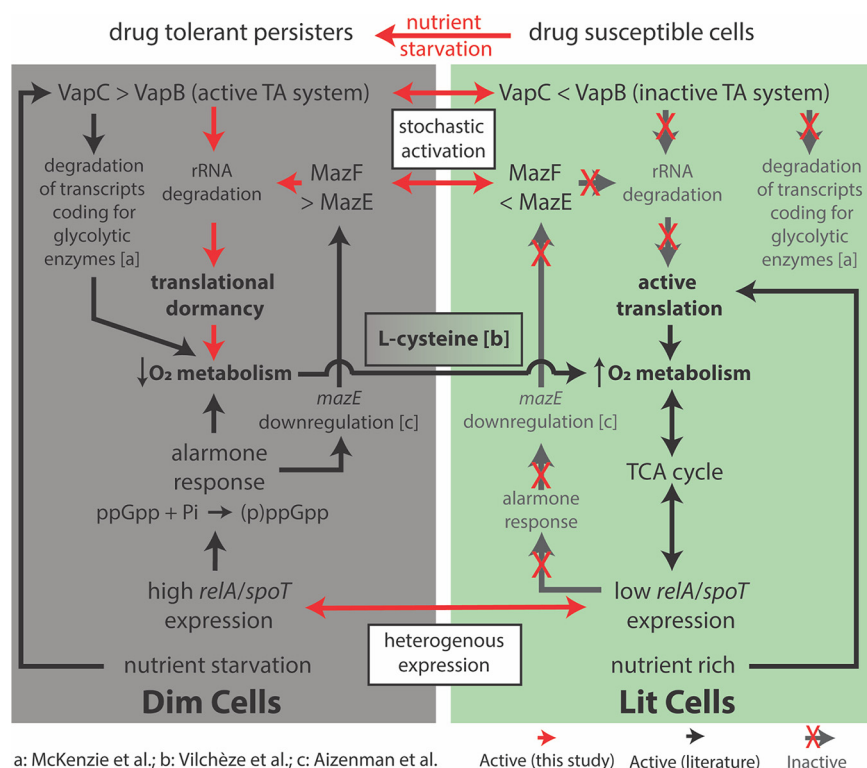 drug tolerant persisters
nutrient
starvation
drug susceptible cells
VapC > VapB (active TA system)
VapC < VapB (inactive TA system)
stochastic
activation
degradation
of transcripts
coding for
glycolytic
enzymes [a]
rRNA
degradation
MazF
> MazE
MazF
< MazE
rRNA
degradation
degradation
of transcripts
coding for
glycolytic
enzymes [a]
translational
dormancy
active
translation
L-cysteine [b]
↓O₂ metabolism
↑O₂ metabolism
mazE
downregulation [c]
mazE
downregulation [c]
alarmone
response
ppGpp + Pi → (p)ppGpp
TCA cycle
alarmone
response
high relA/spoT
expression
low relA/spoT
expression
heterogenous
expression
nutrient starvation
nutrient rich
Dim Cells
Lit Cells
a: McKenzie et al.; b: Vilchèze et al.; c: Aizenman et al.
Active (this study)
Active (literature)
Inactive